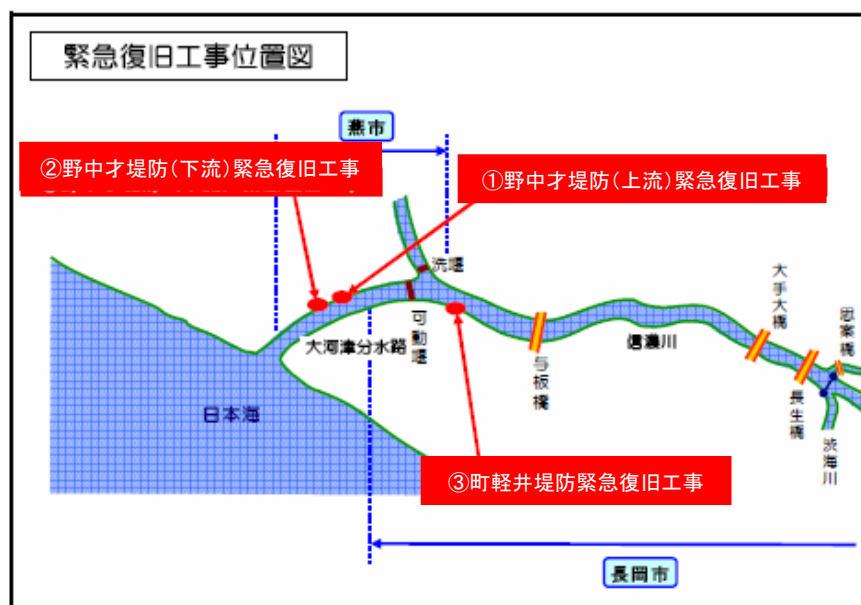 緊急復旧工事位置図
燕市
②野中才堤防(下流)緊急復旧工事
①野中才堤防(上流)緊急復旧工事
洗堰
大手大橋
思案橋
可動堰
大河津分水路
信濃川
与板橋
長生橋
日本海
渋海川
③町軽井堤防緊急復旧工事
長岡市